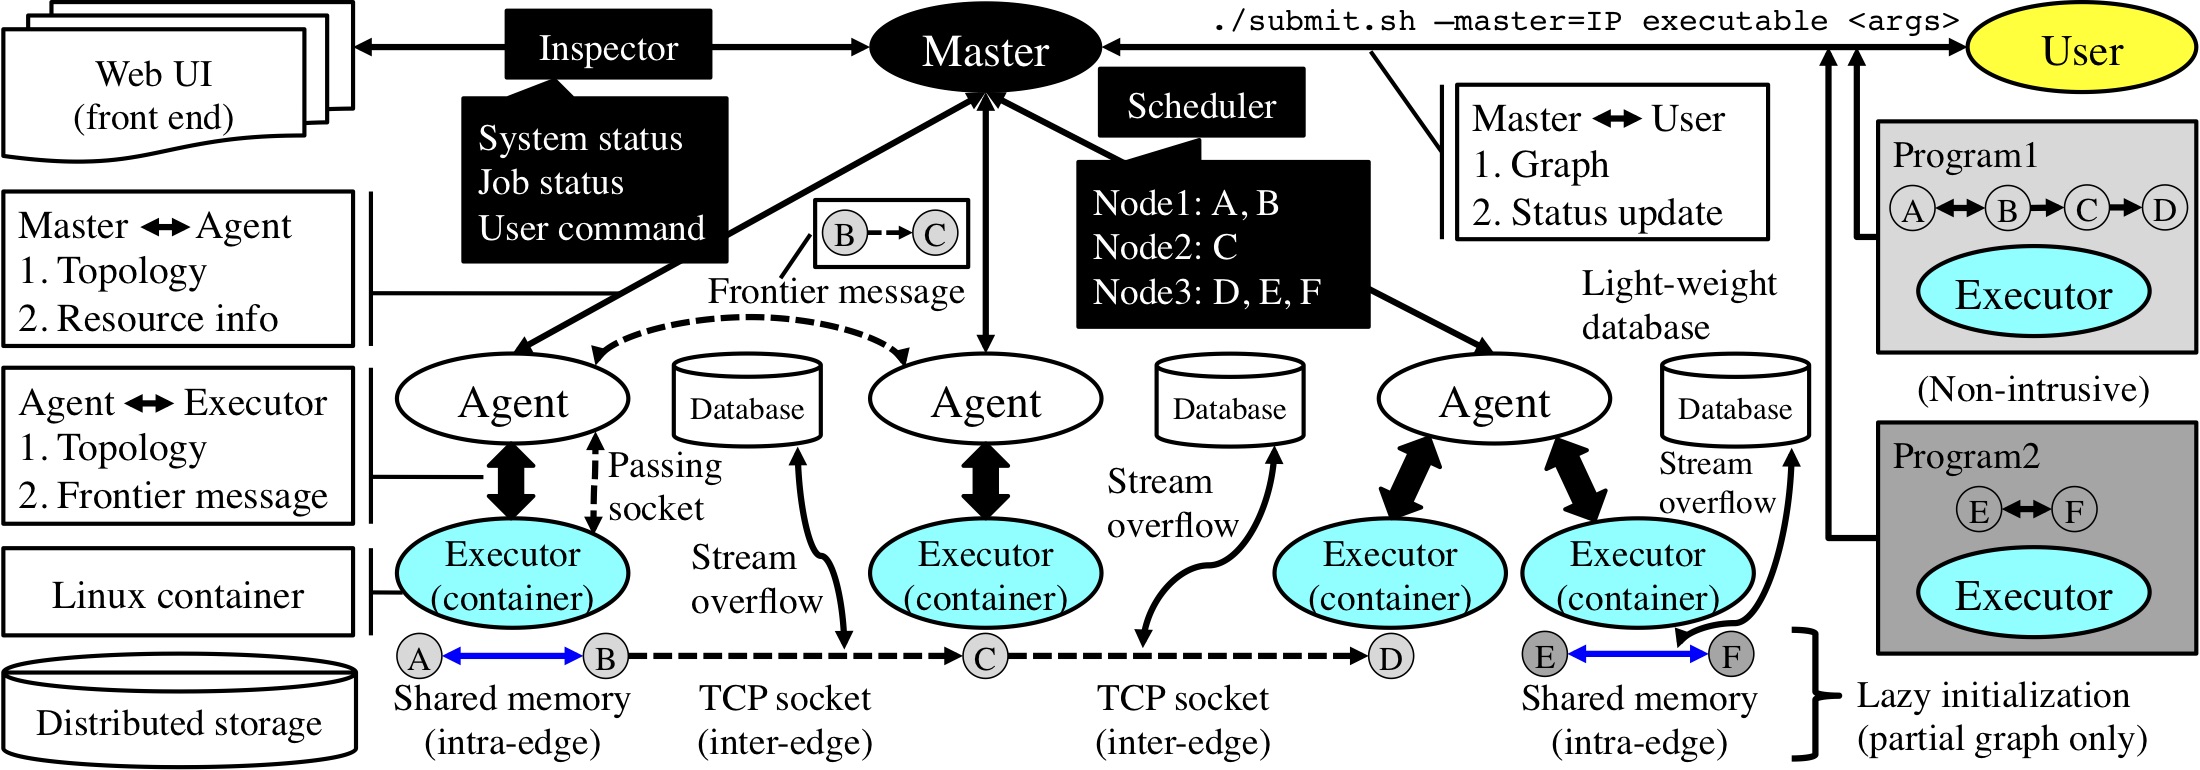 ./submit.sh –master=IP executable <args>
Web UI
(front end)
Inspector
Master
User
System status
Job status
User command
Scheduler
Node1: A, B
Node2: C
Node3: D, E, F
Master User
1. Graph
2. Status update
Program1
A B C D
Executor
(Non-intrusive)
Program2
E F
Executor
Master Agent
1. Topology
2. Resource info
B C
Frontier message
Light-weight
database
Agent Executor
1. Topology
2. Frontier message
Agent
Database
Agent
Database
Agent
Database
Passing
socket
Stream
overflow
Stream
overflow
Stream
overflow
Linux container
Executor
(container)
Executor
(container)
Executor
(container)
Executor
(container)
A B C D E F
Distributed storage
Shared memory
(intra-edge)
TCP socket
(inter-edge)
TCP socket
(inter-edge)
Shared memory
(intra-edge)
Lazy initialization
(partial graph only)